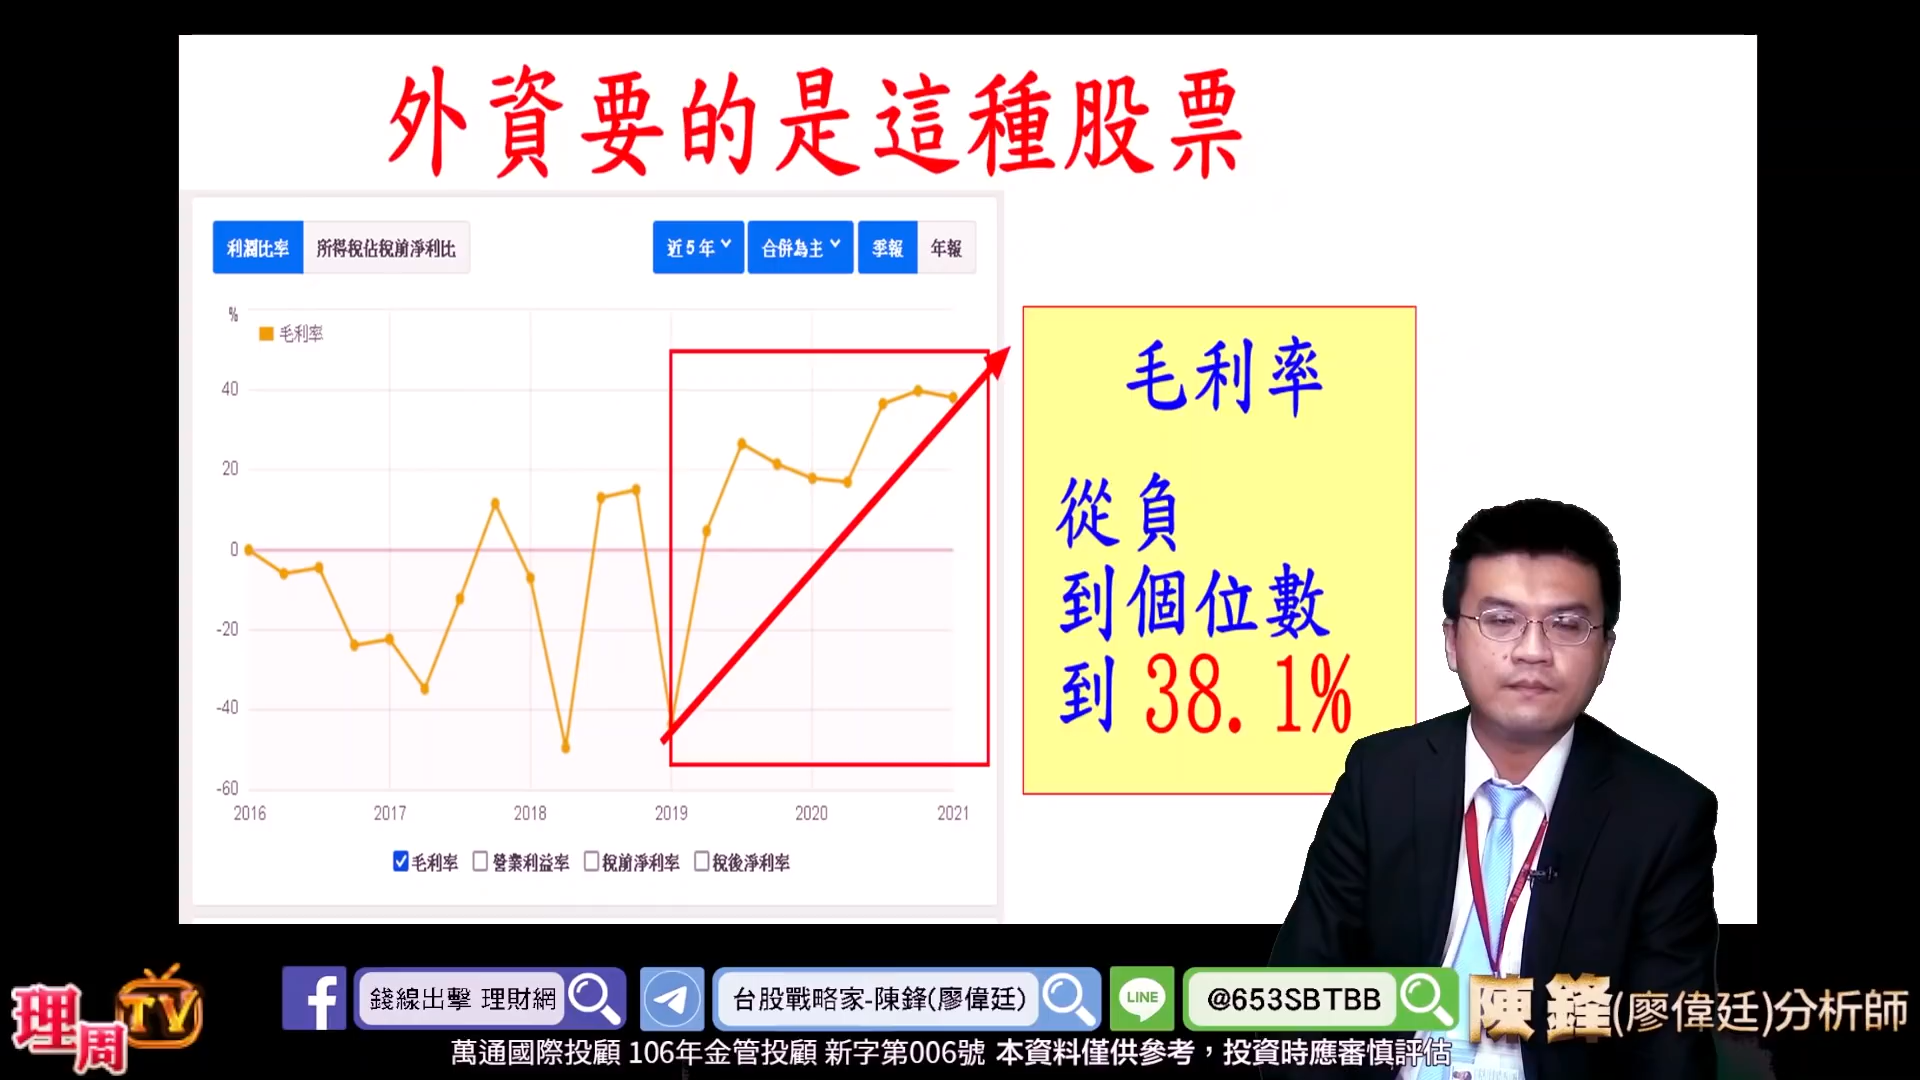 外資要的是這種股票
利潤比率 所得稅佔稅前淨利比 近5年 合併為主 季報 年報
%
毛利率
40
20
0
-20
-40
-60
2016 2017 2018 2019 2020 2021
毛利率 營業利益率 稅前淨利率 稅後淨利率
毛利率
從負
到個位數
到 38.1%
理周TV
錢線出擊 理財網
台股戰略家-陳鋒(廖偉廷)
LINE
@653SBTBB
陳鋒(廖偉廷)分析師
萬通國際投顧 106年金管投顧 新字第006號 本資料僅供參考，投資時應審慎評估